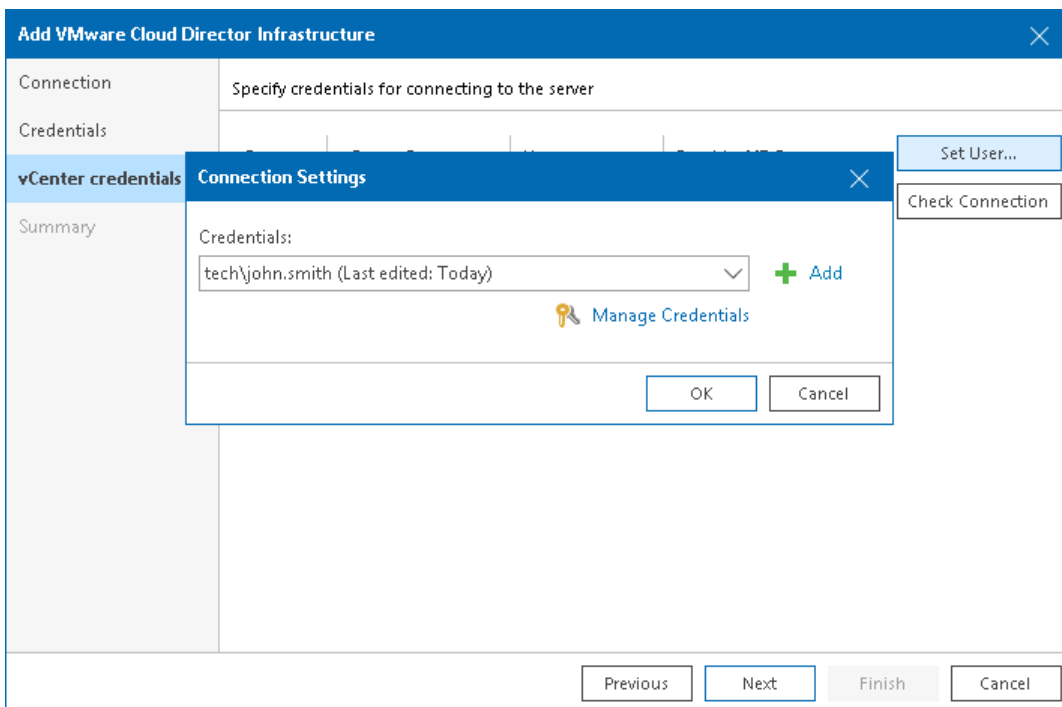 Add VMware Cloud Director Infrastructure
Connection
Specify credentials for connecting to the server
Credentials
Set User...
vCenter credentials
Connection Settings
Check Connection
Summary
Credentials:
tech\john.smith (Last edited: Today)
Add
Manage Credentials
OK
Cancel
Previous
Next
Finish
Cancel